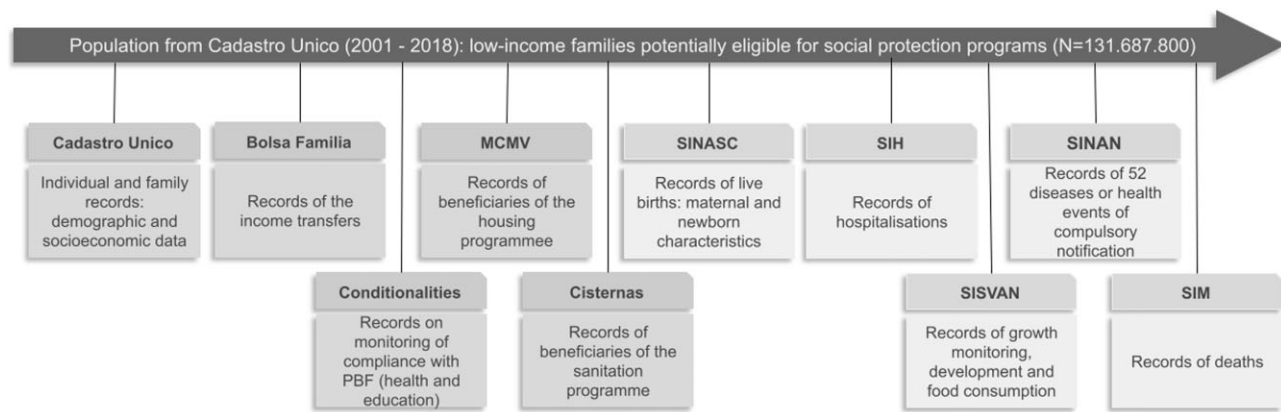 Population from Cadastro Unico (2001 - 2018): low-income families potentially eligible for social protection programs (N=131.687.800)
Cadastro Unico
Individual and family
records:
demographic and
socioeconomic data
Bolsa Familia
Records of the
income transfers
MCMV
Records of
beneficiaries of the
housing
programmee
SINASC
Records of live
births: maternal and
newborn
characteristics
SIH
Records of
hospitalisations
SINAN
Records of 52
diseases or health
events of
compulsory
notification
Conditionalities
Records on
monitoring of
compliance with
PBF (health and
education)
Cisternas
Records of
beneficiaries of the
sanitation
programme
SISVAN
Records of growth
monitoring,
development and
food consumption
SIM
Records of deaths